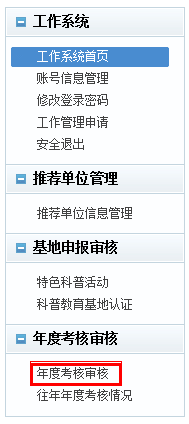 工作系统
工作系统首页
账号信息管理
修改登录密码
工作管理申请
安全退出
推荐单位管理
推荐单位信息管理
基地申报审核
特色科普活动
科普教育基地认证
年度考核审核
年度考核审核
往年年度考核情况